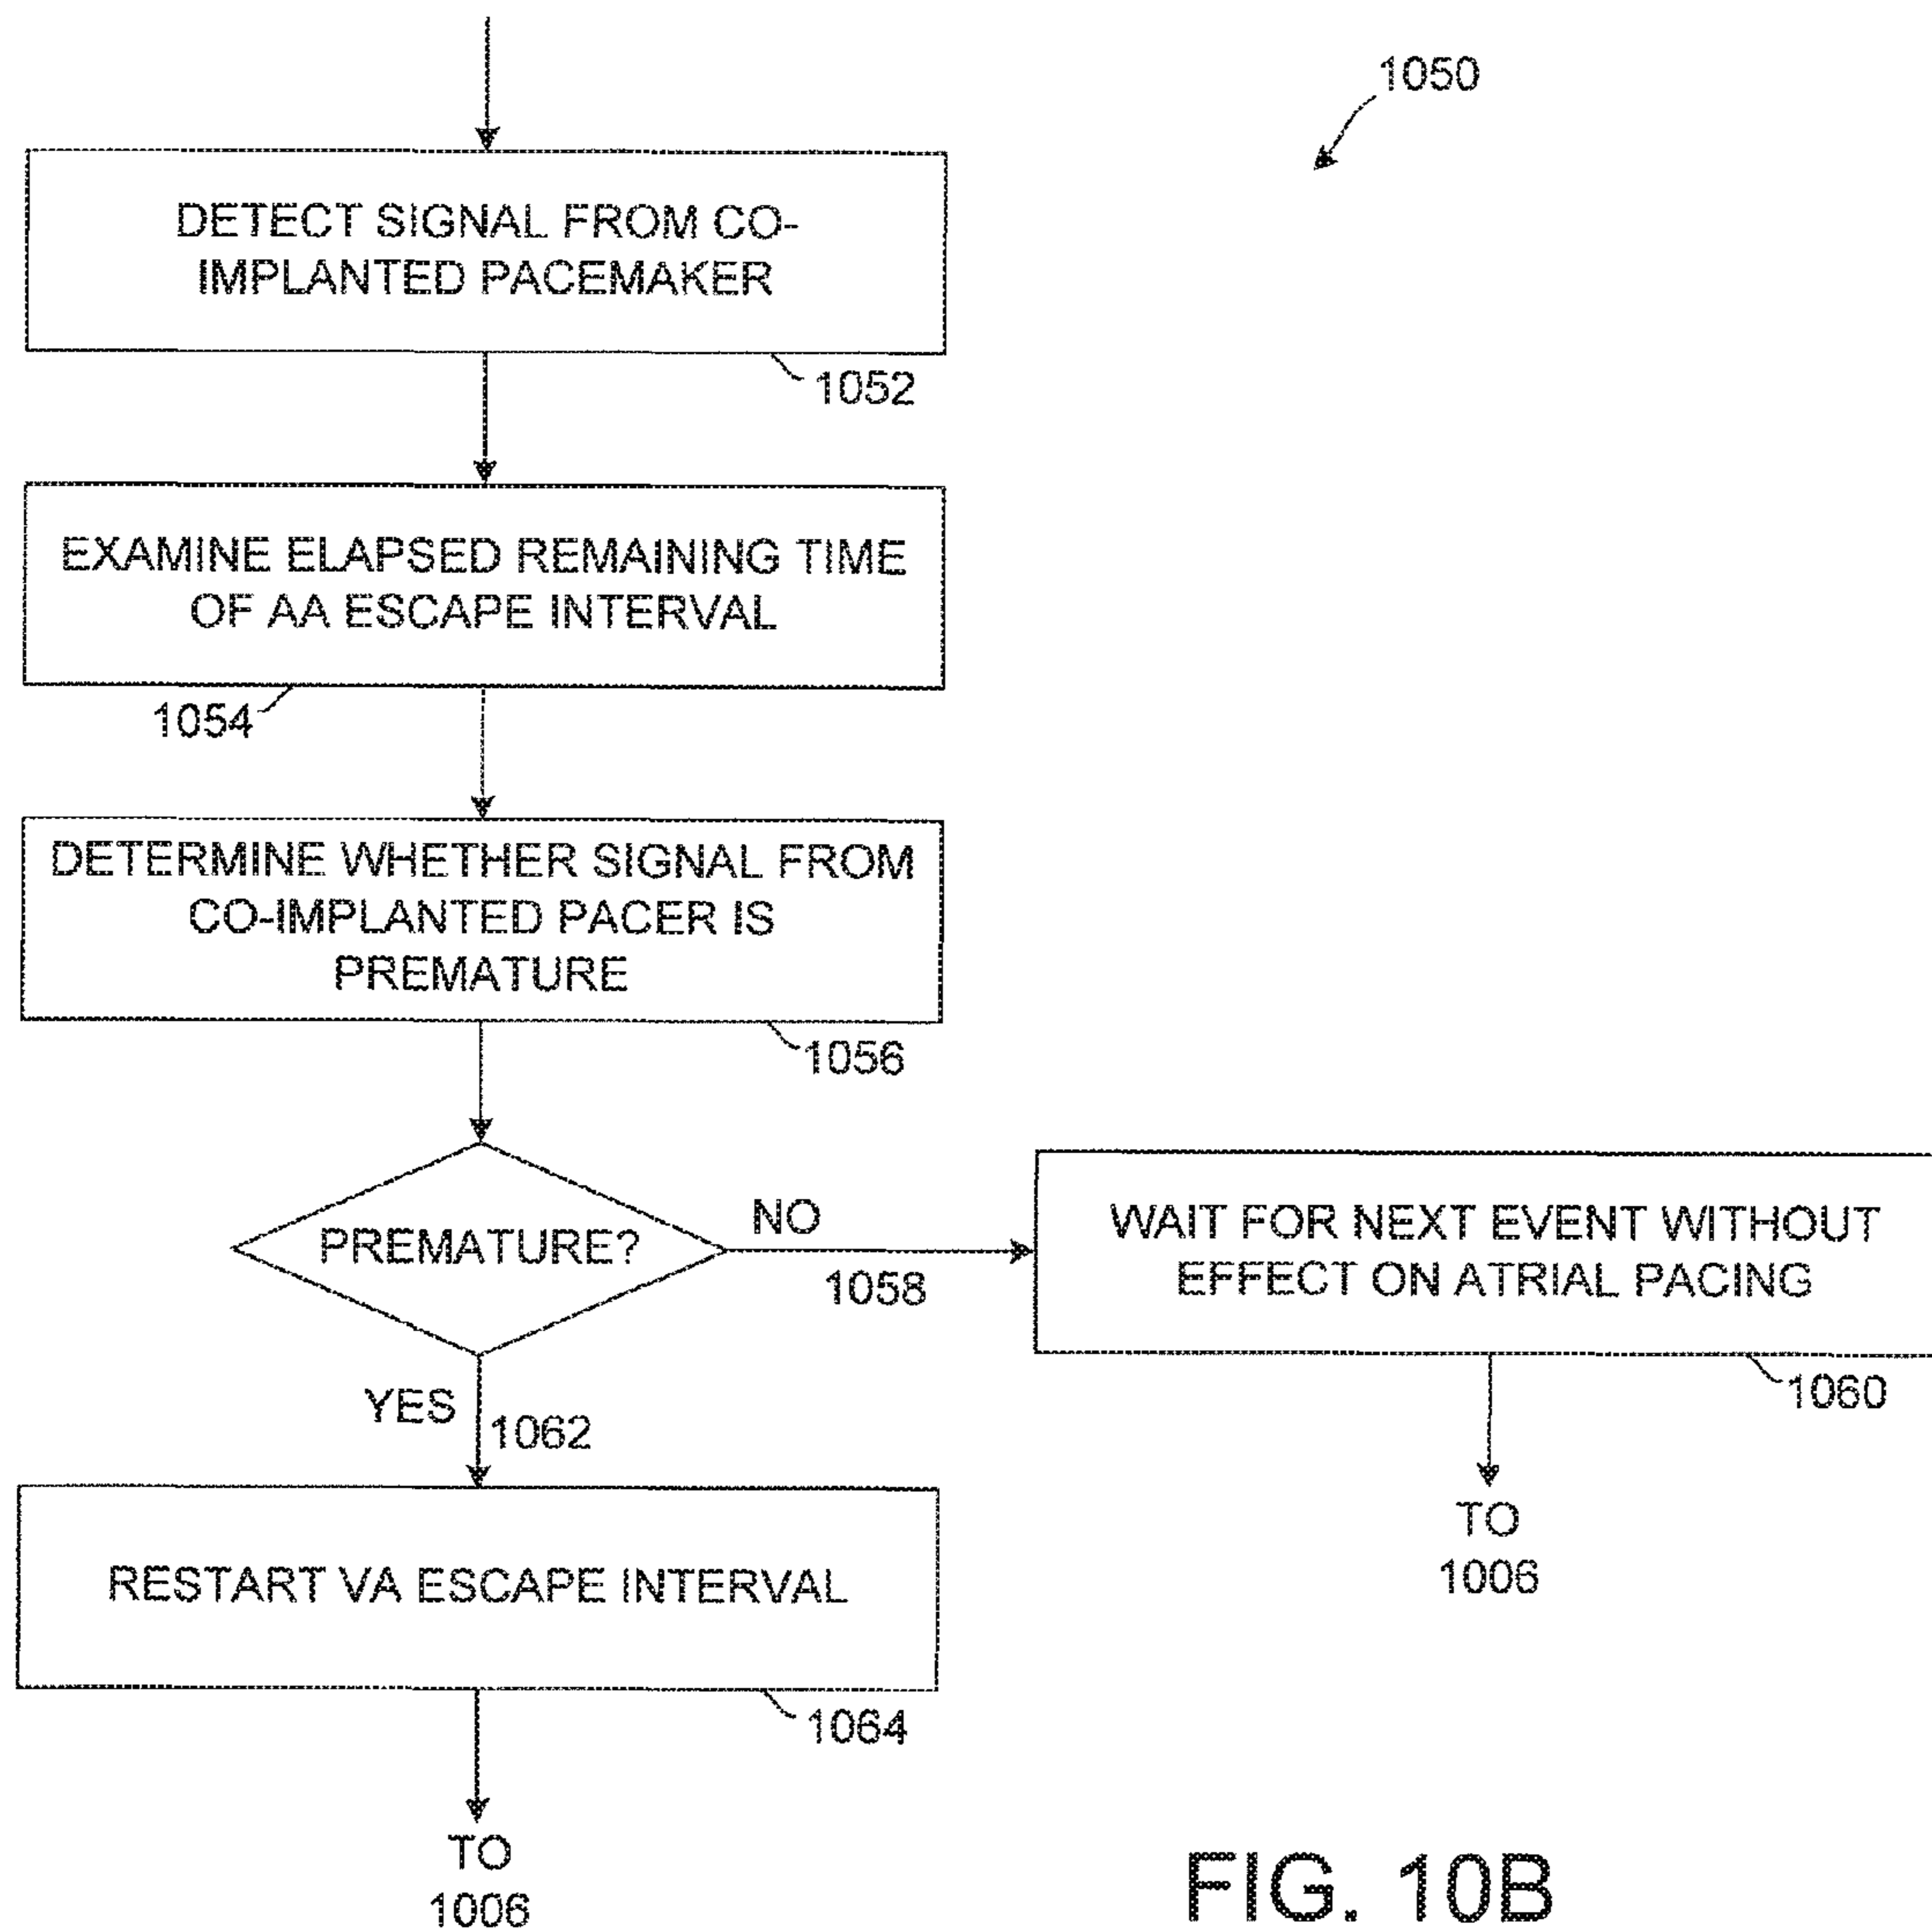 1050
DETECT SIGNAL FROM CO-
IMPLANTED PACEMAKER
1052
EXAMINE ELAPSED REMAINING TIME
OF AA ESCAPE INTERVAL
1054
DETERMINE WHETHER SIGNAL FROM
CO-IMPLANTED PACER IS
PREMATURE
1056
PREMATURE?
NO
1058
WAIT FOR NEXT EVENT WITHOUT
EFFECT ON ATRIAL PACING
1060
TO
1006
YES
1062
RESTART VA ESCAPE INTERVAL
1064
TO
1006
FIG. 10B